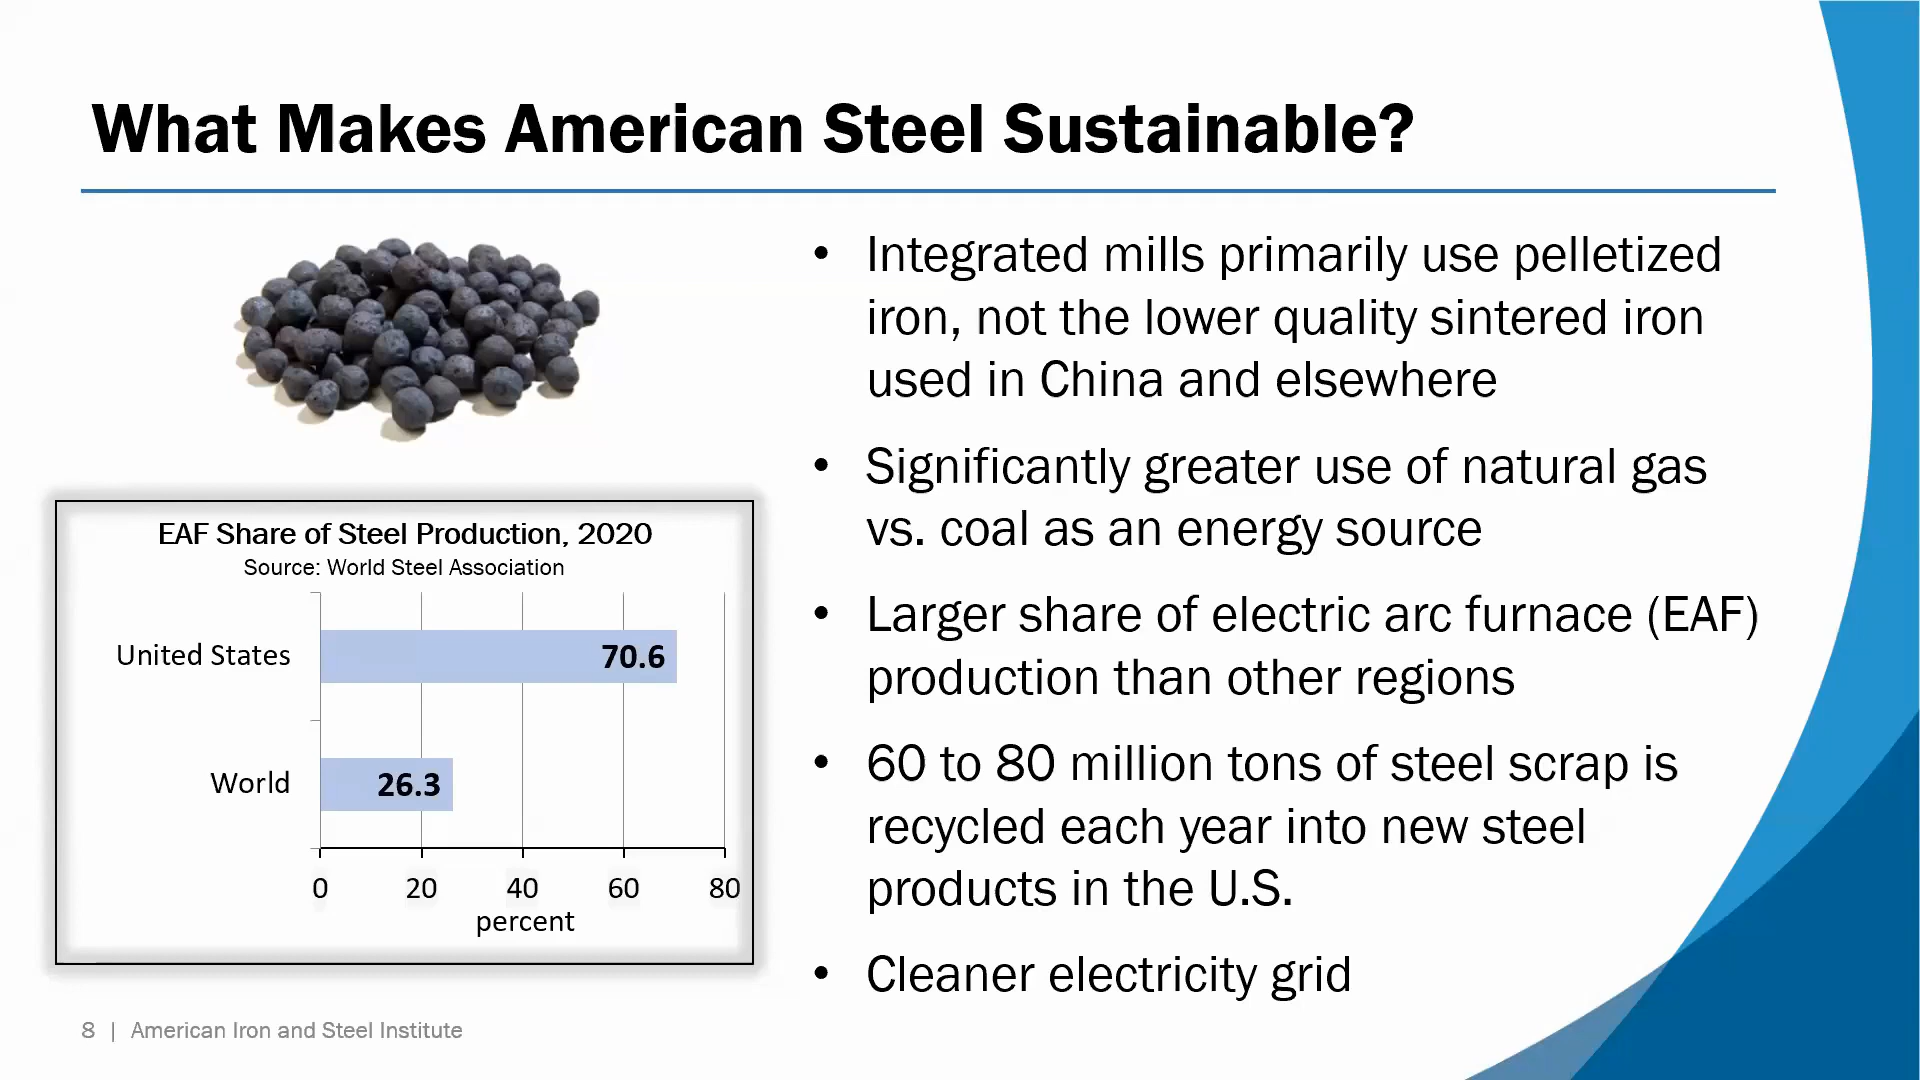 What Makes American Steel Sustainable?
• Integrated mills primarily use pelletized
iron, not the lower quality sintered iron
used in China and elsewhere
• Significantly greater use of natural gas
vs. coal as an energy source
• Larger share of electric arc furnace (EAF)
production than other regions
• 60 to 80 million tons of steel scrap is
recycled each year into new steel
products in the U.S.
• Cleaner electricity grid
EAF Share of Steel Production, 2020
Source: World Steel Association
United States 70.6
World 26.3
0 20 40 60 80
percent
8 | American Iron and Steel Institute